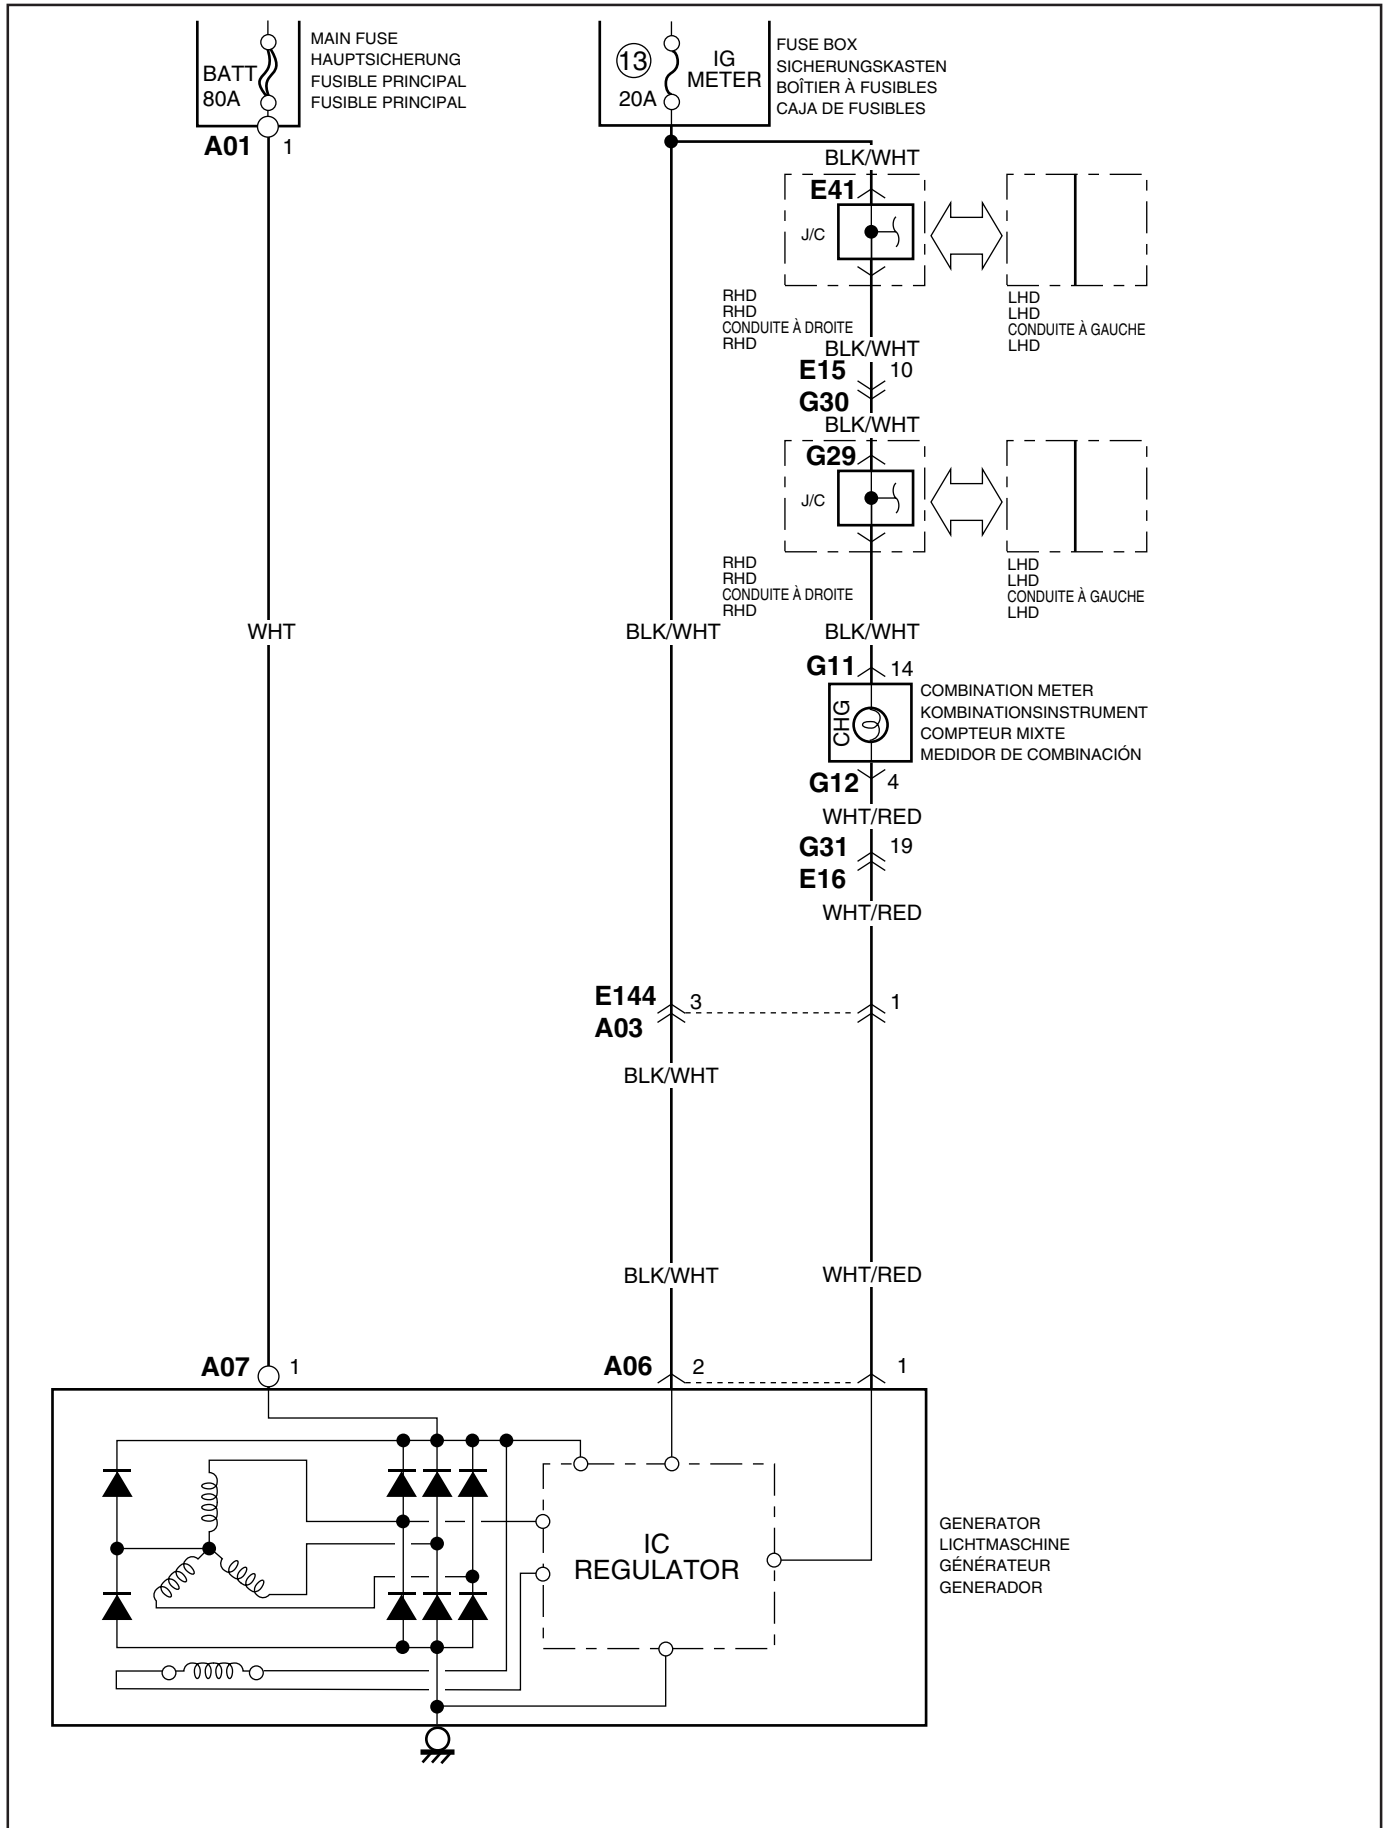 BATT
80A
MAIN FUSE
HAUPTSICHERUNG
FUSIBLE PRINCIPAL
FUSIBLE PRINCIPAL
A01 1
13
20A
IG
METER
FUSE BOX
SICHERUNGSKASTEN
BOÎTIER À FUSIBLES
CAJA DE FUSIBLES
BLK/WHT
E41
J/C
RHD
RHD
CONDUITE À DROITE
RHD
LHD
LHD
CONDUITE À GAUCHE
LHD
BLK/WHT
E15 10
G30
BLK/WHT
G29
J/C
RHD
RHD
CONDUITE À DROITE
RHD
LHD
LHD
CONDUITE À GAUCHE
LHD
WHT
BLK/WHT
BLK/WHT
G11 14
CHG
COMBINATION METER
KOMBINATIONSINSTRUMENT
COMPTEUR MIXTE
MEDIDOR DE COMBINACIÓN
G12 4
WHT/RED
G31 19
E16
WHT/RED
E144 3 1
A03
BLK/WHT
BLK/WHT
WHT/RED
A07 1
A06 2 1
IC
REGULATOR
GENERATOR
LICHTMASCHINE
GÉNÉRATEUR
GENERADOR